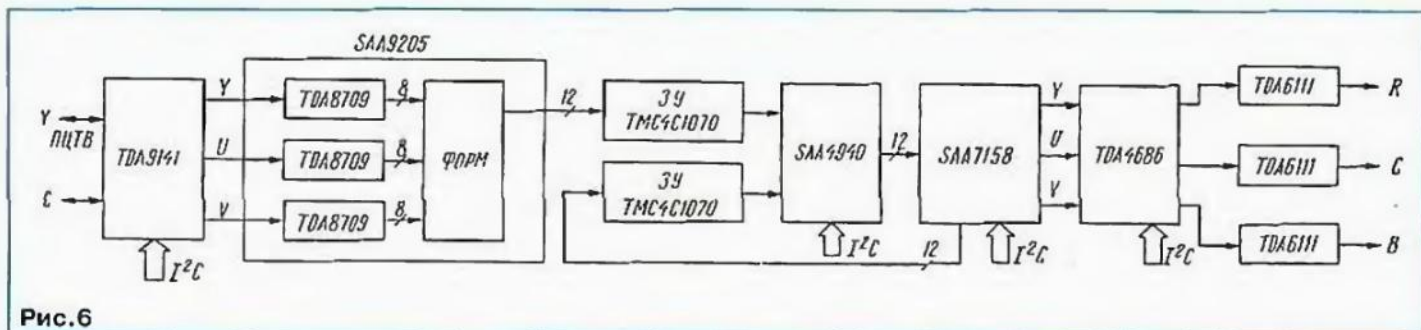 SAA9205
Y
ПЦТВ
C
TDA9141
I²C
Y
U
V
TDA8709
TDA8709
TDA8709
8
8
8
ФОРМ
12
ЗУ
TMC4C1070
ЗУ
TMC4C1070
SAA4940
I²C
12
SAA7158
I²C
12
Y
U
V
TDA4686
I²C
TDA6111
TDA6111
TDA6111
R
G
B
Рис.6